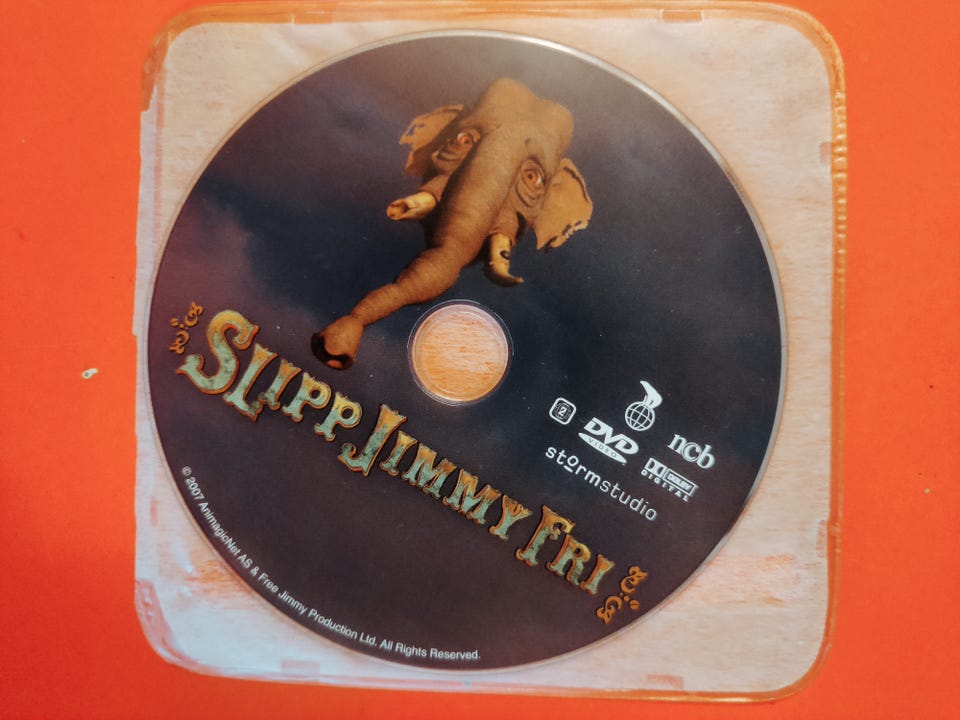 SLIPP JIMMY FRI
2
DVD
VIDEO
ncb
DOLBY
DIGITAL
stormstudio
© 2007 AnimagicNet AS & Free Jimmy Production Ltd. All Rights Reserved.